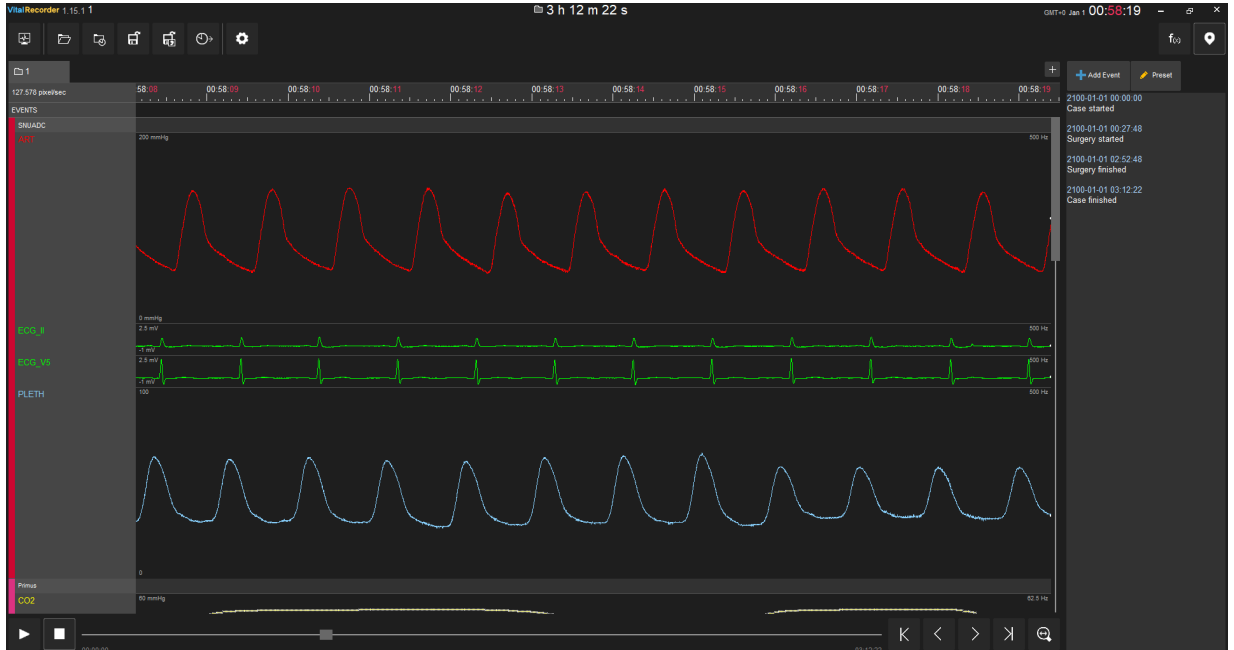 VitalRecorder 1.15.1 1
3 h 12 m 22 s
GMT+0 Jan 1 00:58:19
f(x)
1
Add Event
Preset
127.578 pixel/sec
58:08 00:58:09 00:58:10 00:58:11 00:58:12 00:58:13 00:58:14 00:58:15 00:58:16 00:58:17 00:58:18 00:58:19
2100-01-01 00:00:00
Case started
EVENTS
SNUADC
2100-01-01 00:27:48
Surgery started
ART
200 mmHg
500 Hz
2100-01-01 02:52:48
Surgery finished
2100-01-01 03:12:22
Case finished
0 mmHg
ECG_II
2.5 mV
500 Hz
-1 mV
ECG_V5
2.5 mV
500 Hz
-1 mV
PLETH
100
500 Hz
0
Primus
CO2
60 mmHg
62.5 Hz
00:00:00
03:12:22